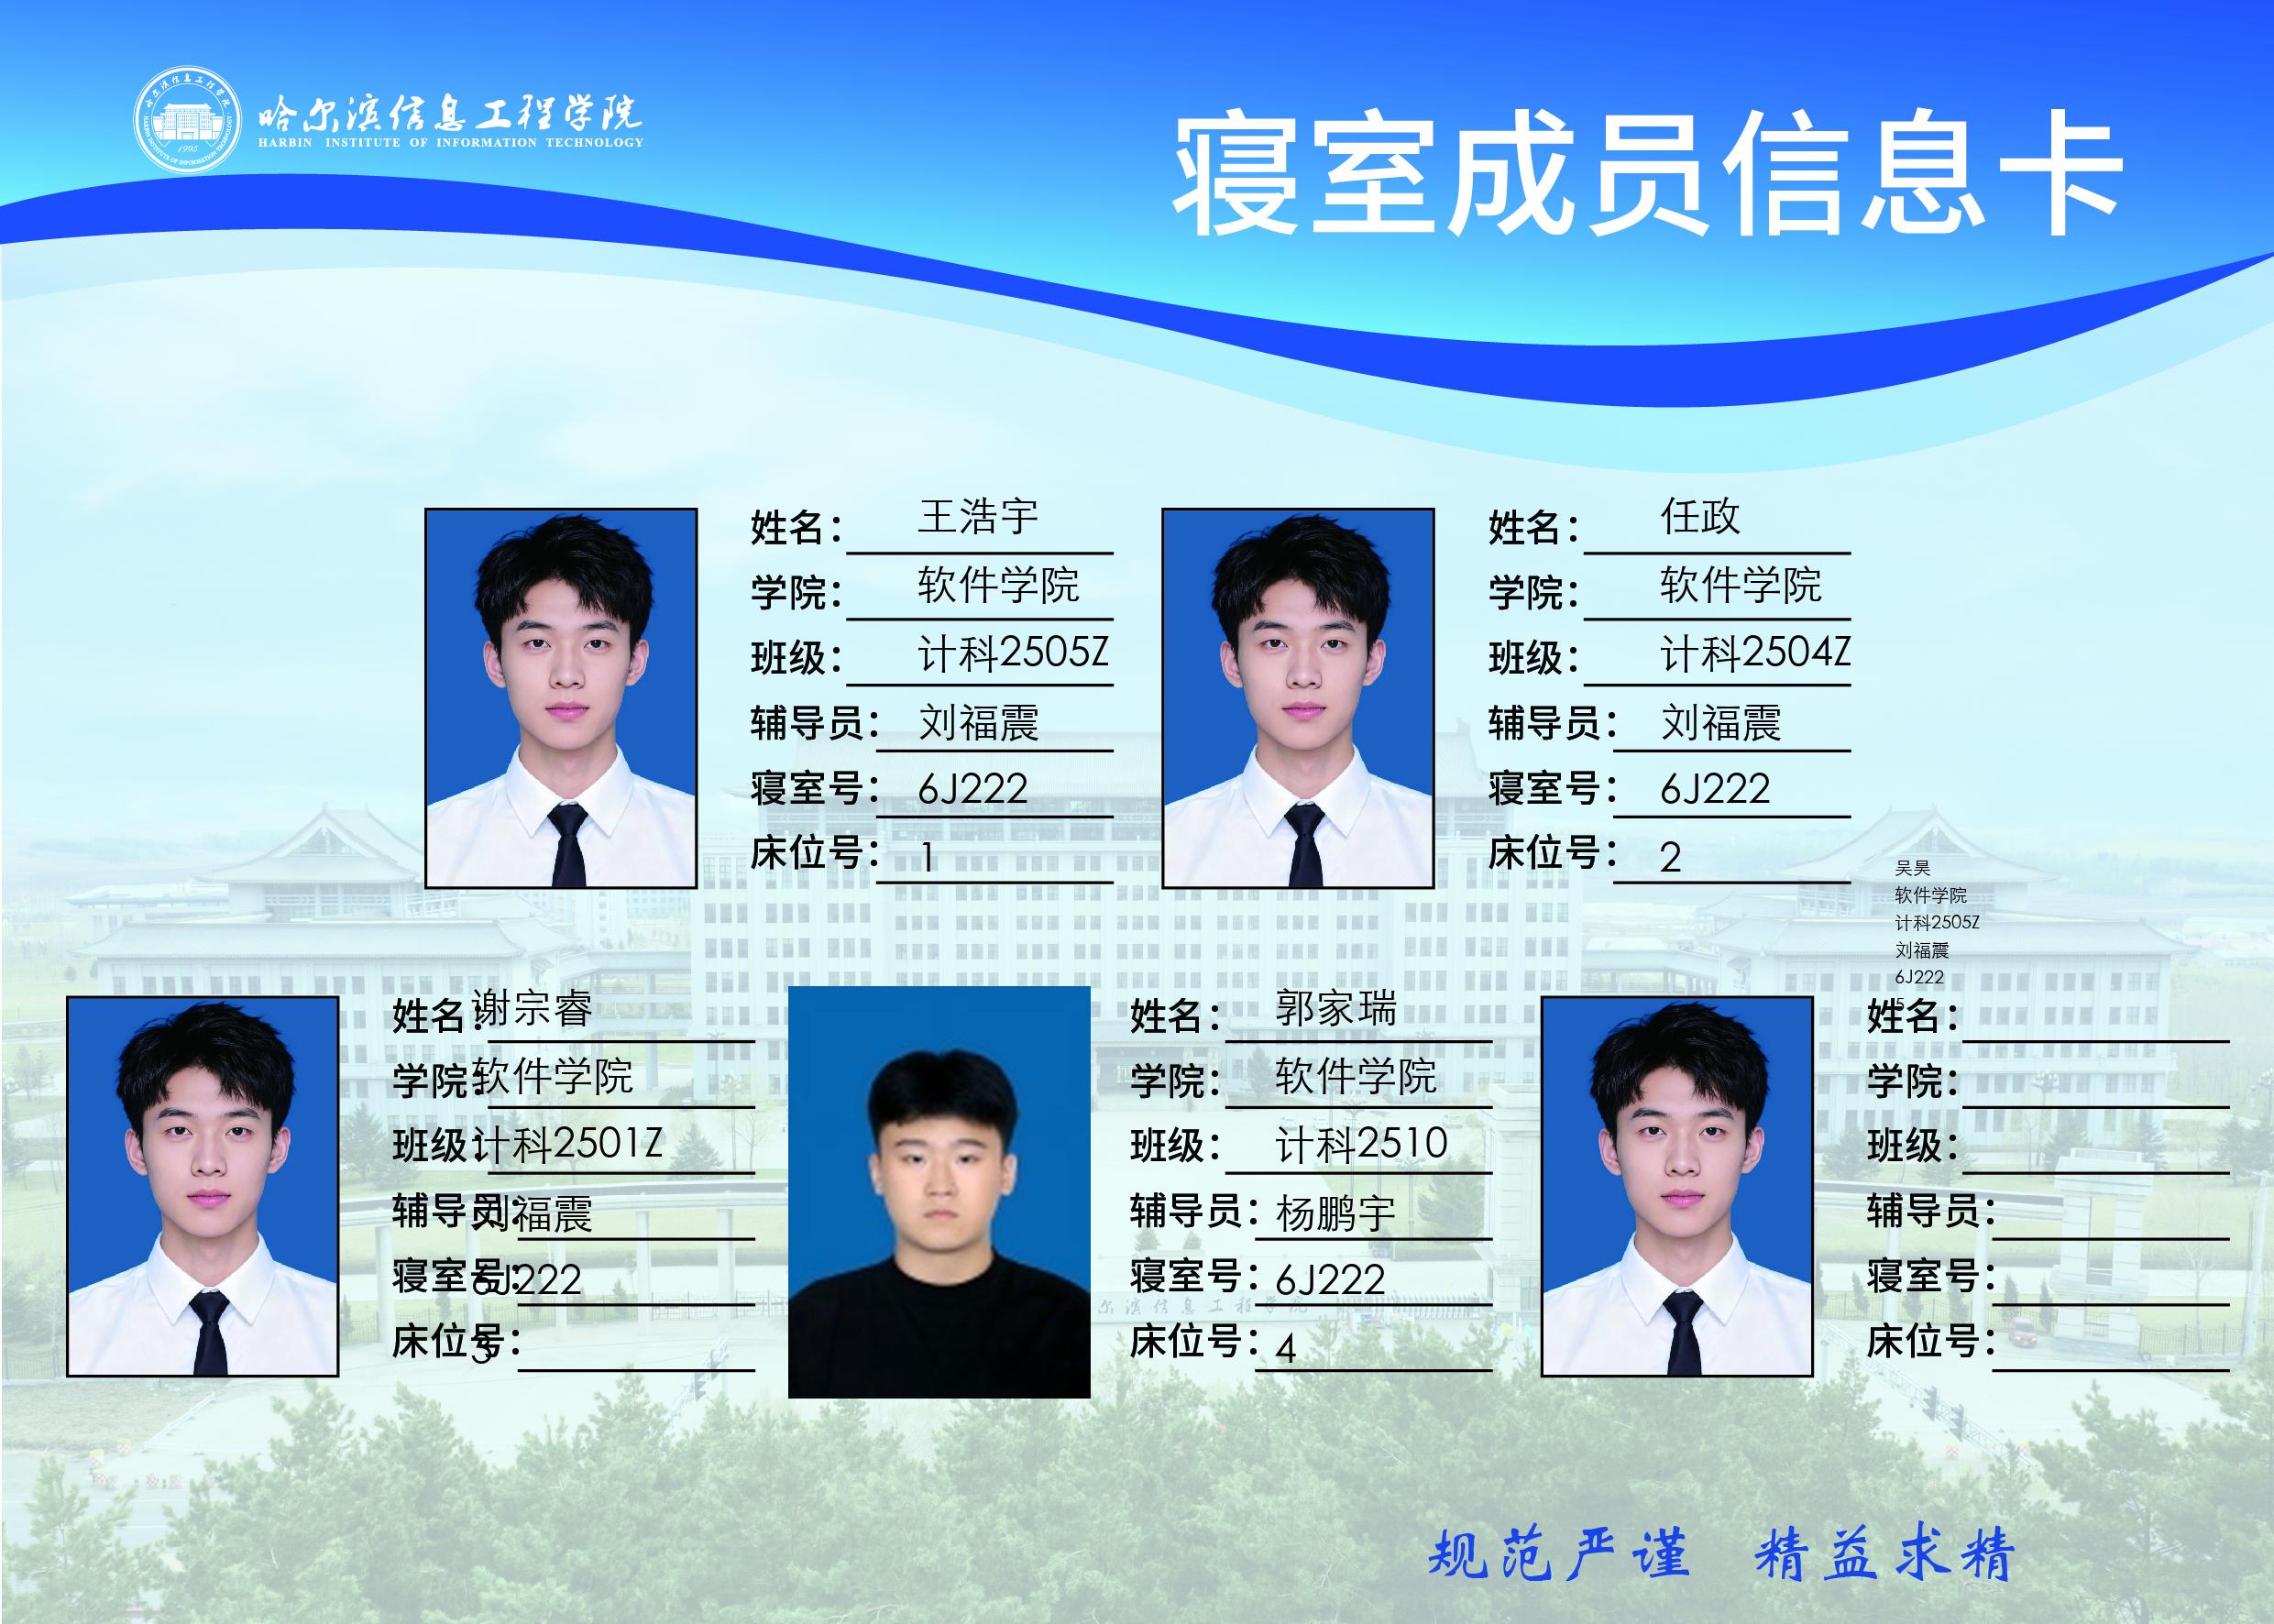 哈尔滨信息工程学院
HARBIN INSTITUTE OF INFORMATION TECHNOLOGY
1995
寝室成员信息卡
姓名： 王浩宇
学院： 软件学院
班级： 计科2505Z
辅导员： 刘福震
寝室号： 6J222
床位号： 1
姓名： 任政
学院： 软件学院
班级： 计科2504Z
辅导员： 刘福震
寝室号： 6J222
床位号： 2
姓名： 谢宗睿
学院： 软件学院
班级： 计科2501Z
辅导员： 刘福震
寝室号： 6J222
床位号： 3
姓名： 郭家瑞
学院： 软件学院
班级： 计科2510
辅导员： 杨鹏宇
寝室号： 6J222
床位号： 4
吴昊
软件学院
计科2505Z
刘福震
6J222
5
姓名：
学院：
班级：
辅导员：
寝室号：
床位号：
规范严谨 精益求精